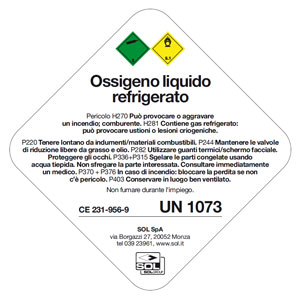 2
5.1
Ossigeno liquido
refrigerato
Pericolo H270 Può provocare o aggravare
un incendio; comburente. H281 Contiene gas refrigerato:
può provocare ustioni o lesioni criogeniche.
P220 Tenere lontano da indumenti/materiali combustibili. P244 Mantenere le valvole
di riduzione libere da grasso e olio. P282 Utilizzare guanti termici/schermo facciale.
Proteggere gli occhi. P336+P315 Sgelare le parti congelate usando
acqua tiepida. Non sfregare la parte interessata. Consultare immediatamente
un medico. P370 + P376 In caso di incendio: bloccare la perdita se non
c'è pericolo. P403 Conservare in luogo ben ventilato.
Non fumare durante l'impiego.
CE 231-956-9 UN 1073
SOL SpA
via Borgazzi 27, 20052 Monza
tel 039 23961, www.sol.it
SOL
SOLGROUP